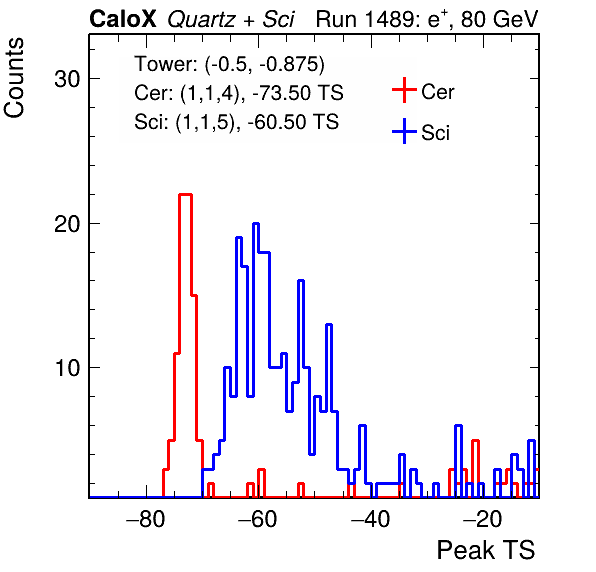 CaloX Quartz + Sci Run 1489: e⁺, 80 GeV
Counts
Tower: (-0.5, -0.875)
Cer: (1,1,4), -73.50 TS
Sci: (1,1,5), -60.50 TS
Cer
Sci
30
20
10
−80 −60 −40 −20
Peak TS